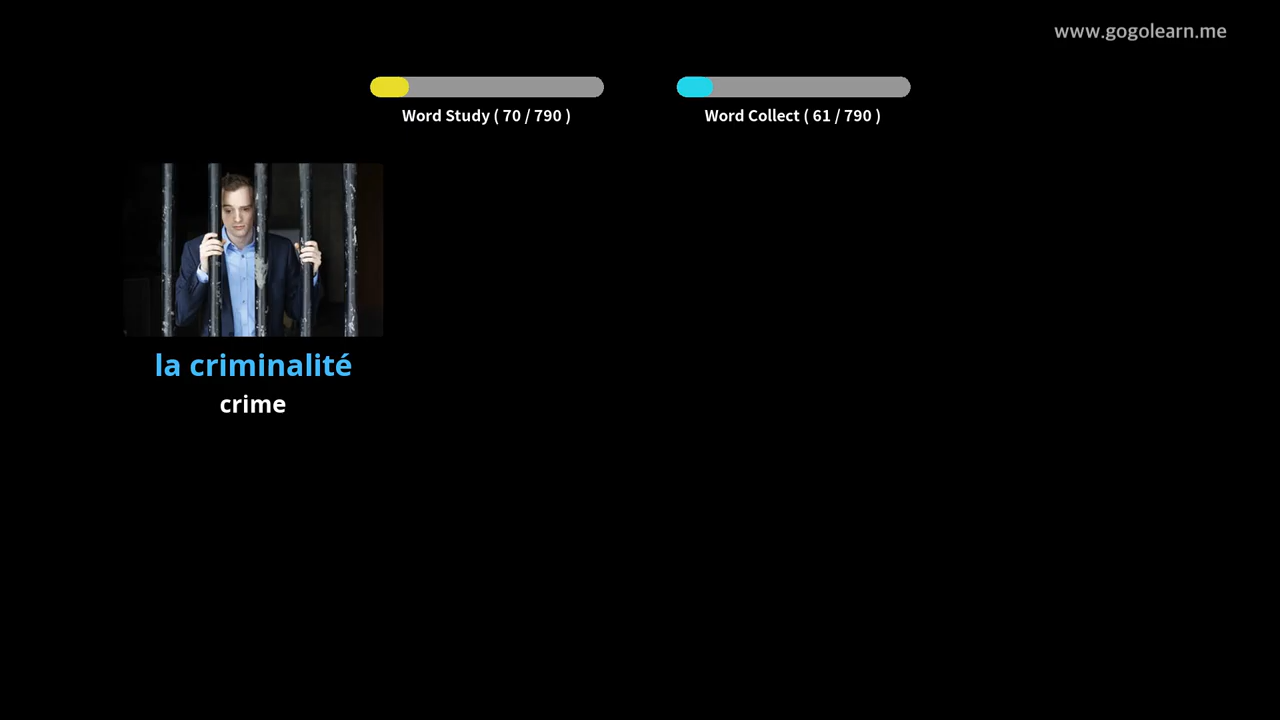 www.gogolearn.me
Word Study ( 70 / 790 )
Word Collect ( 61 / 790 )
la criminalité
crime